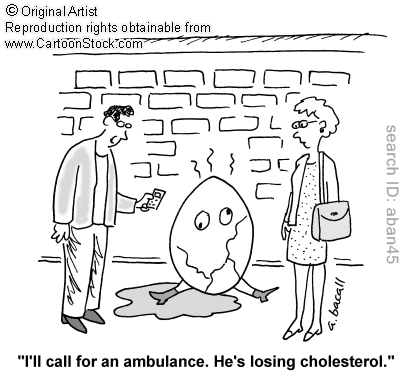 © Original Artist
Reproduction rights obtainable from
www.CartoonStock.com
search ID: aban45
a.bacall
"I'll call for an ambulance. He's losing cholesterol."